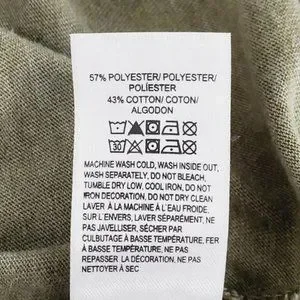 57% POLYESTER/ POLYESTER/
POLÍESTER
43% COTTON/ COTON/
ALGODON
30
MACHINE WASH COLD, WASH INSIDE OUT,
WASH SEPARATELY, DO NOT BLEACH,
TUMBLE DRY LOW, COOL IRON, DO NOT
IRON DECORATION. DO NOT DRY CLEAN
LAVER À LA MACHINE À L'EAU FROIDE,
SUR L' ENVERS, LAVER SÉPARÉMENT, NE
PAS JAVELLISER, SÉCHER PAR
CULBUTAGE À BASSE TEMPÉRATURE, FER
À BASSE TEMPÉRATURE, NE PAS
REPASSER LA DÉCORATION, NE PAS
NETTOYER À SEC